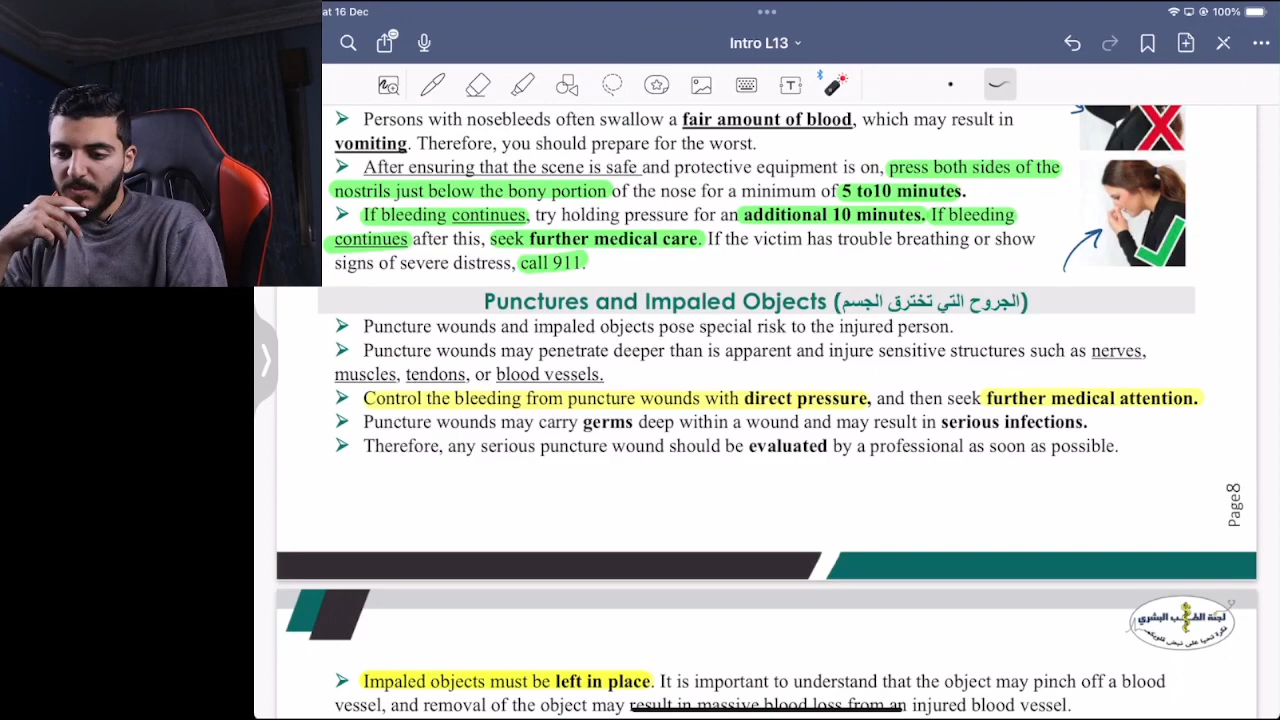 at 16 Dec
100%
Intro L13
➤ Persons with nosebleeds often swallow a fair amount of blood, which may result in
vomiting. Therefore, you should prepare for the worst.
➤ After ensuring that the scene is safe and protective equipment is on, press both sides of the
nostrils just below the bony portion of the nose for a minimum of 5 to10 minutes.
➤ If bleeding continues, try holding pressure for an additional 10 minutes. If bleeding
continues after this, seek further medical care. If the victim has trouble breathing or show
signs of severe distress, call 911.
Punctures and Impaled Objects (الجروح التي تخترق الجسم)
➤ Puncture wounds and impaled objects pose special risk to the injured person.
➤ Puncture wounds may penetrate deeper than is apparent and injure sensitive structures such as nerves,
muscles, tendons, or blood vessels.
➤ Control the bleeding from puncture wounds with direct pressure, and then seek further medical attention.
➤ Puncture wounds may carry germs deep within a wound and may result in serious infections.
➤ Therefore, any serious puncture wound should be evaluated by a professional as soon as possible.
Page8
لجنة الطب البشري
فكرة تحيا على نبض قلوبكم
➤ Impaled objects must be left in place. It is important to understand that the object may pinch off a blood
vessel, and removal of the object may result in massive blood loss from an injured blood vessel.